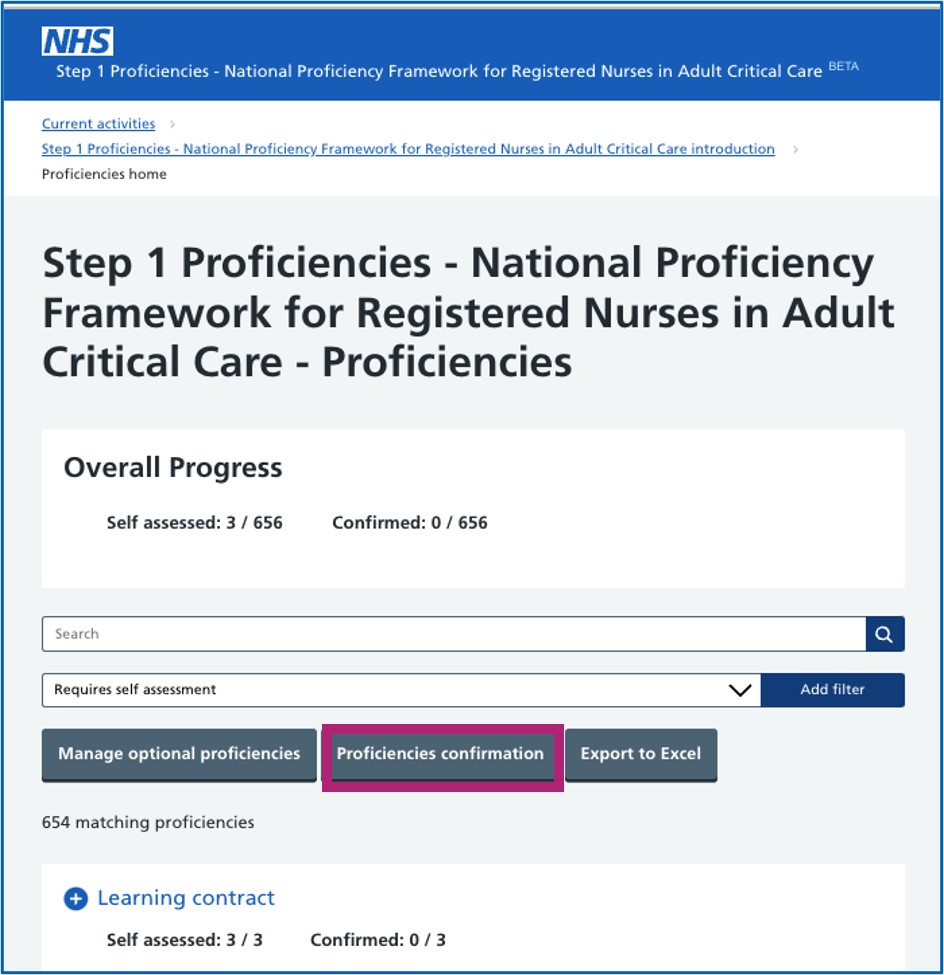 NHS
Step 1 Proficiencies - National Proficiency Framework for Registered Nurses in Adult Critical Care BETA
Current activities
Step 1 Proficiencies - National Proficiency Framework for Registered Nurses in Adult Critical Care introduction
Proficiencies home
Step 1 Proficiencies - National Proficiency
Framework for Registered Nurses in Adult
Critical Care - Proficiencies
Overall Progress
Self assessed: 3 / 656 Confirmed: 0 / 656
Search
Requires self assessment Add filter
Manage optional proficiencies Proficiencies confirmation Export to Excel
654 matching proficiencies
Learning contract
Self assessed: 3 / 3 Confirmed: 0 / 3